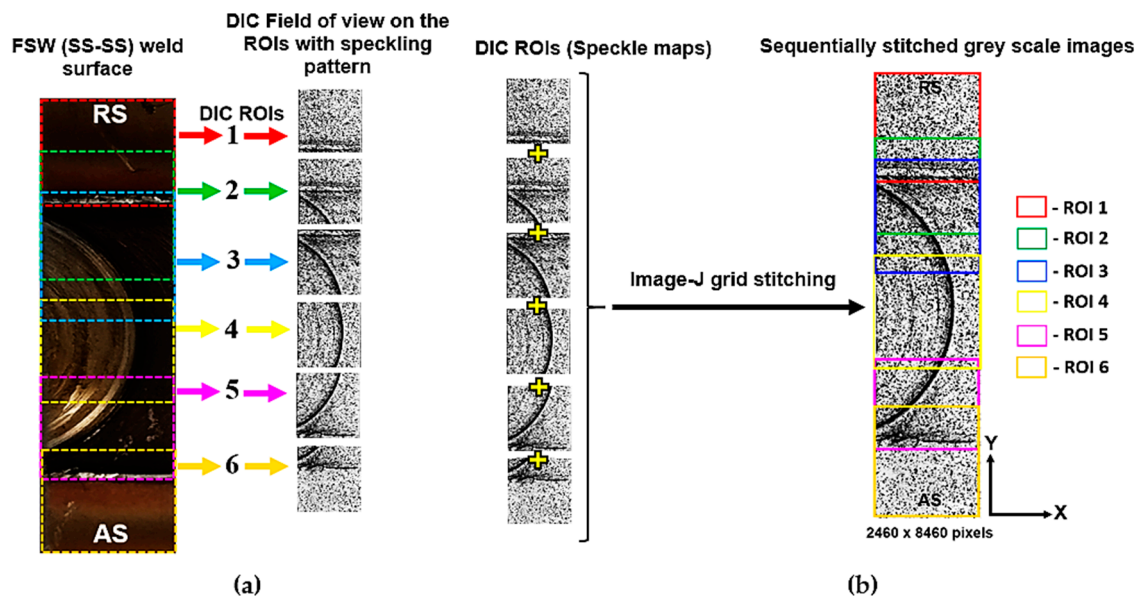 FSW (SS-SS) weld
surface
DIC Field of view on the
ROIs with speckling
pattern
DIC ROIs (Speckle maps)
Sequentially stitched grey scale images
RS
DIC ROIs
1
2
3
4
5
6
AS
Image-J grid stitching
RS
AS
- ROI 1
- ROI 2
- ROI 3
- ROI 4
- ROI 5
- ROI 6
Y
X
2460 x 8460 pixels
(a)
(b)